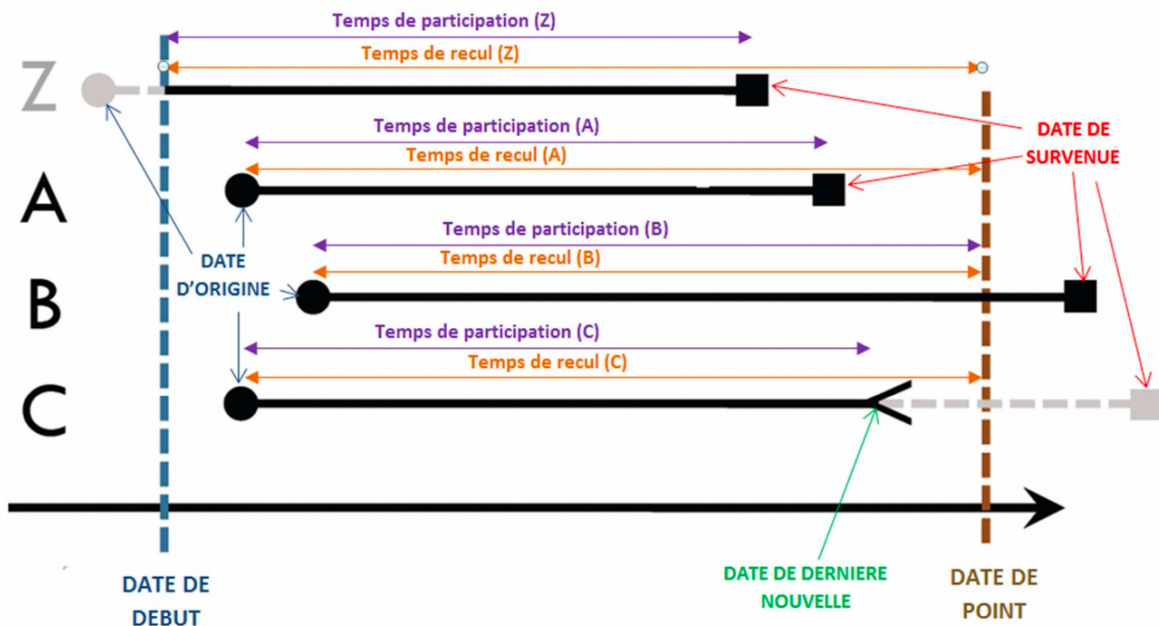 Temps de participation (Z)
Temps de recul (Z)
Z
Temps de participation (A)
Temps de recul (A)
DATE DE
SURVENUE
A
Temps de participation (B)
Temps de recul (B)
DATE
D'ORIGINE
B
Temps de participation (C)
Temps de recul (C)
C
DATE DE
DEBUT
DATE DE DERNIERE
NOUVELLE
DATE DE
POINT